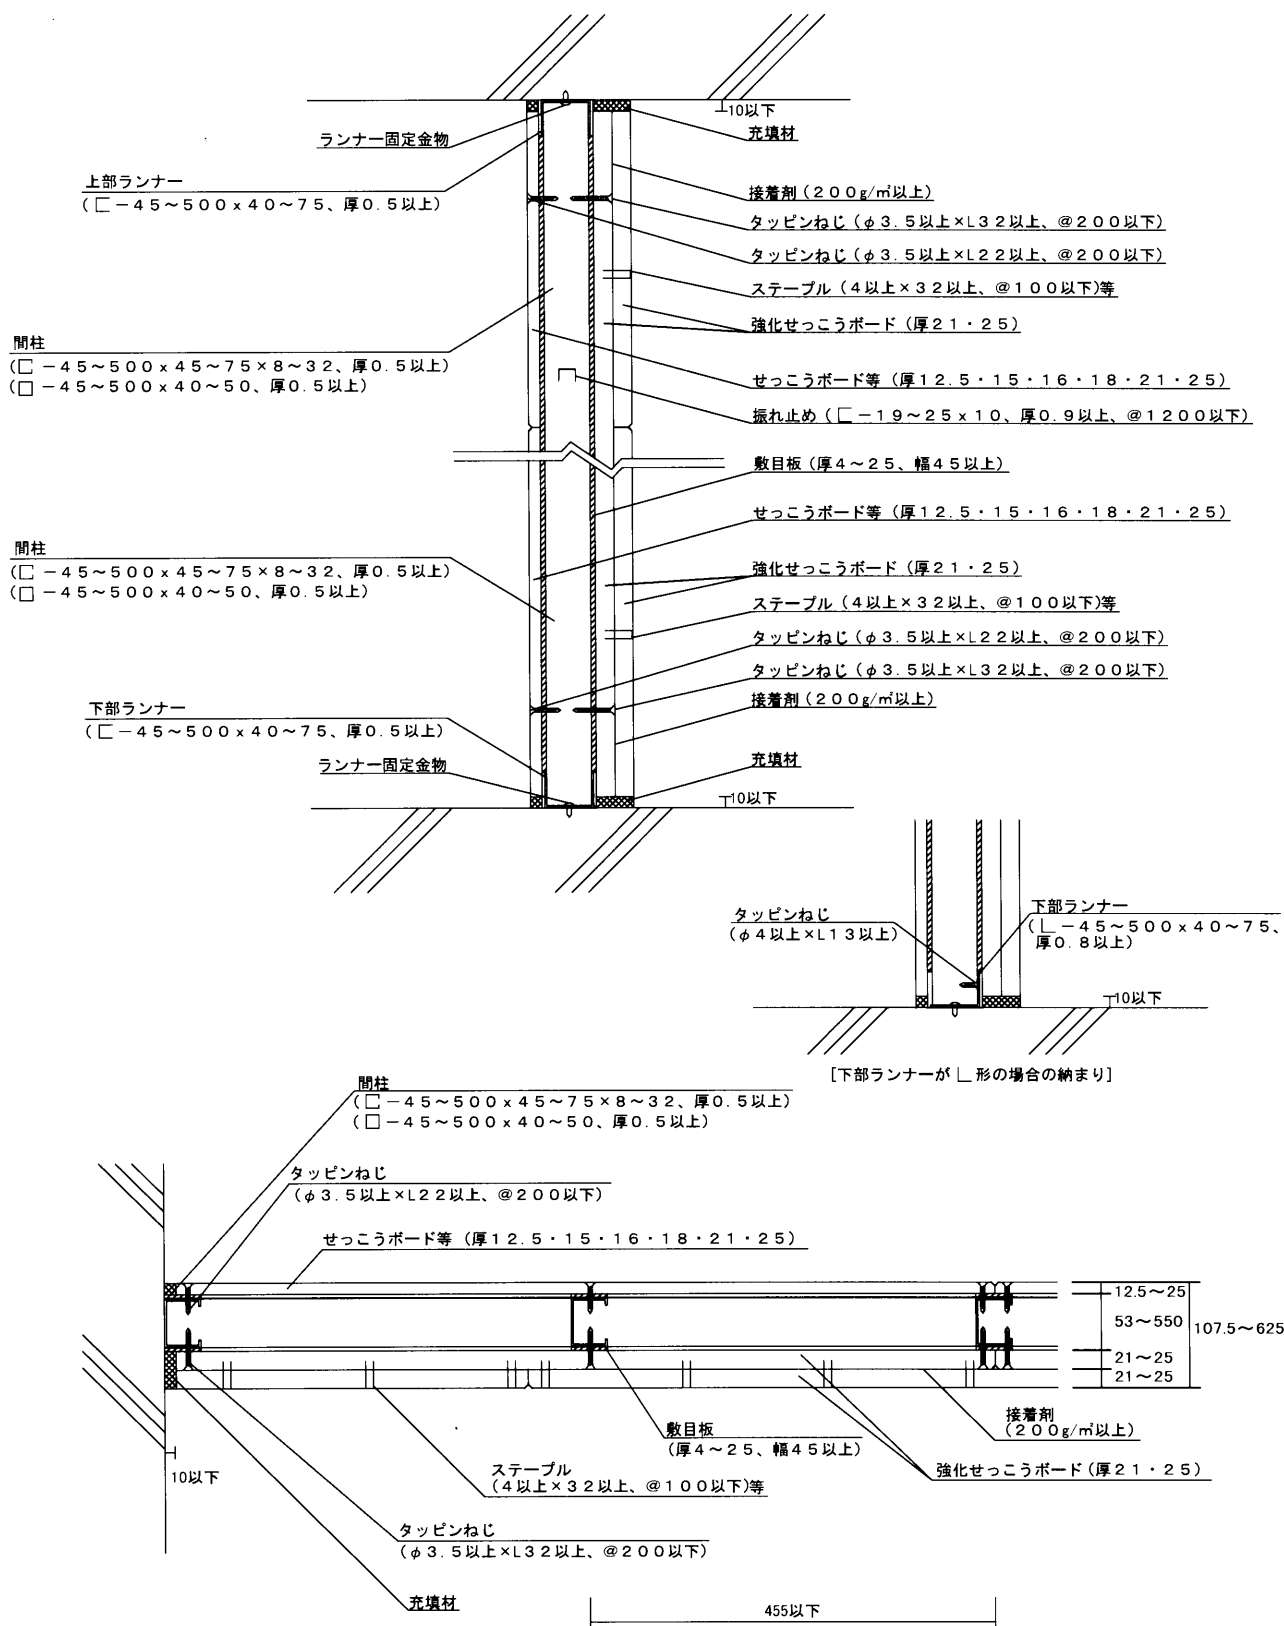 10以下
ランナー固定金物
充填材
上部ランナー
(⊏－45～500x40～75、厚0.5以上)
接着剤(200g/㎡以上)
タッピンねじ(φ3.5以上×L32以上、@200以下)
タッピンねじ(φ3.5以上×L22以上、@200以下)
ステープル(4以上×32以上、@100以下)等
強化せっこうボード(厚21・25)
間柱
(⊏－45～500x45～75×8～32、厚0.5以上)
(□－45～500x40～50、厚0.5以上)
せっこうボード等(厚12.5・15・16・18・21・25)
振れ止め(⊏－19～25x10、厚0.9以上、@1200以下)
敷目板(厚4～25、幅45以上)
せっこうボード等(厚12.5・15・16・18・21・25)
間柱
(⊏－45～500x45～75×8～32、厚0.5以上)
(□－45～500x40～50、厚0.5以上)
強化せっこうボード(厚21・25)
ステープル(4以上×32以上、@100以下)等
タッピンねじ(φ3.5以上×L22以上、@200以下)
タッピンねじ(φ3.5以上×L32以上、@200以下)
接着剤(200g/㎡以上)
下部ランナー
(⊏－45～500x40～75、厚0.5以上)
ランナー固定金物
充填材
10以下
タッピンねじ
(φ4以上×L13以上)
下部ランナー
(∟－45～500x40～75、
厚0.8以上)
10以下
[下部ランナーが∟形の場合の納まり]
間柱
(⊏－45～500x45～75×8～32、厚0.5以上)
(□－45～500x40～50、厚0.5以上)
タッピンねじ
(φ3.5以上×L22以上、@200以下)
せっこうボード等(厚12.5・15・16・18・21・25)
12.5～25
53～550
107.5～625
21～25
21～25
接着剤
(200g/㎡以上)
敷目板
(厚4～25、幅45以上)
強化せっこうボード(厚21・25)
10以下
ステープル
(4以上×32以上、@100以下)等
タッピンねじ
(φ3.5以上×L32以上、@200以下)
充填材
455以下